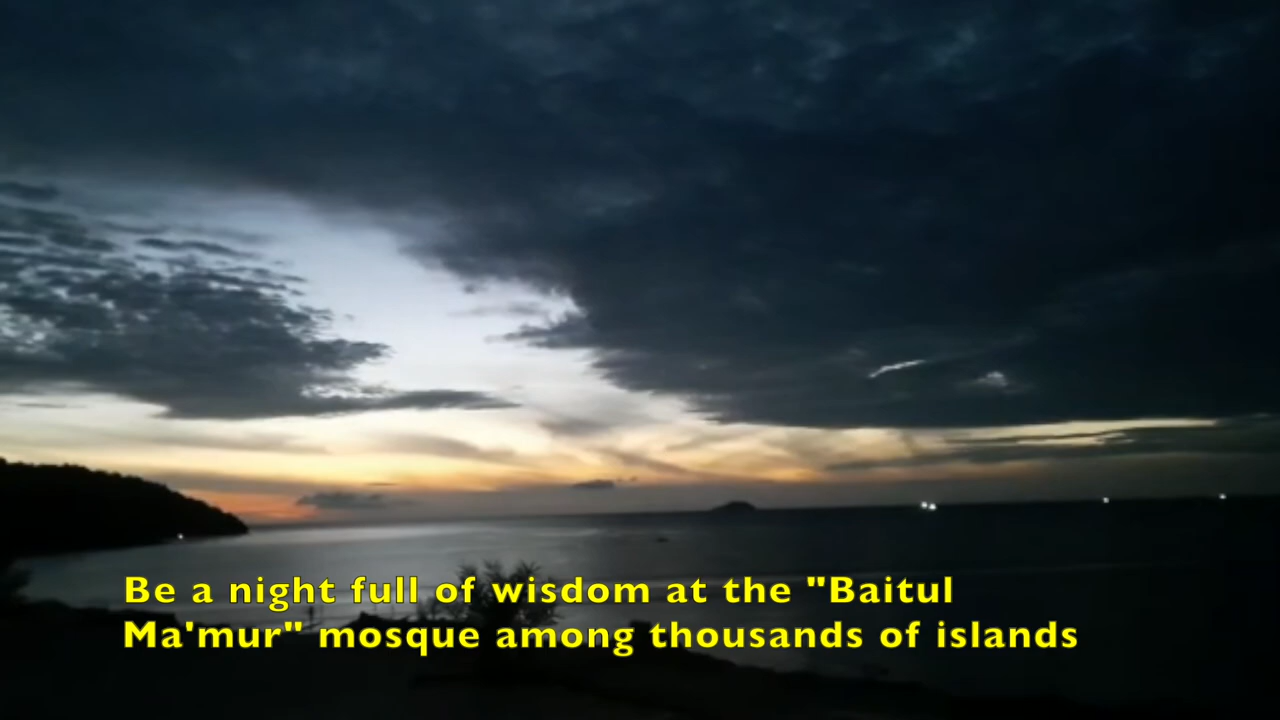 Be a night full of wisdom at the "Baitul
Ma'mur" mosque among thousands of islands